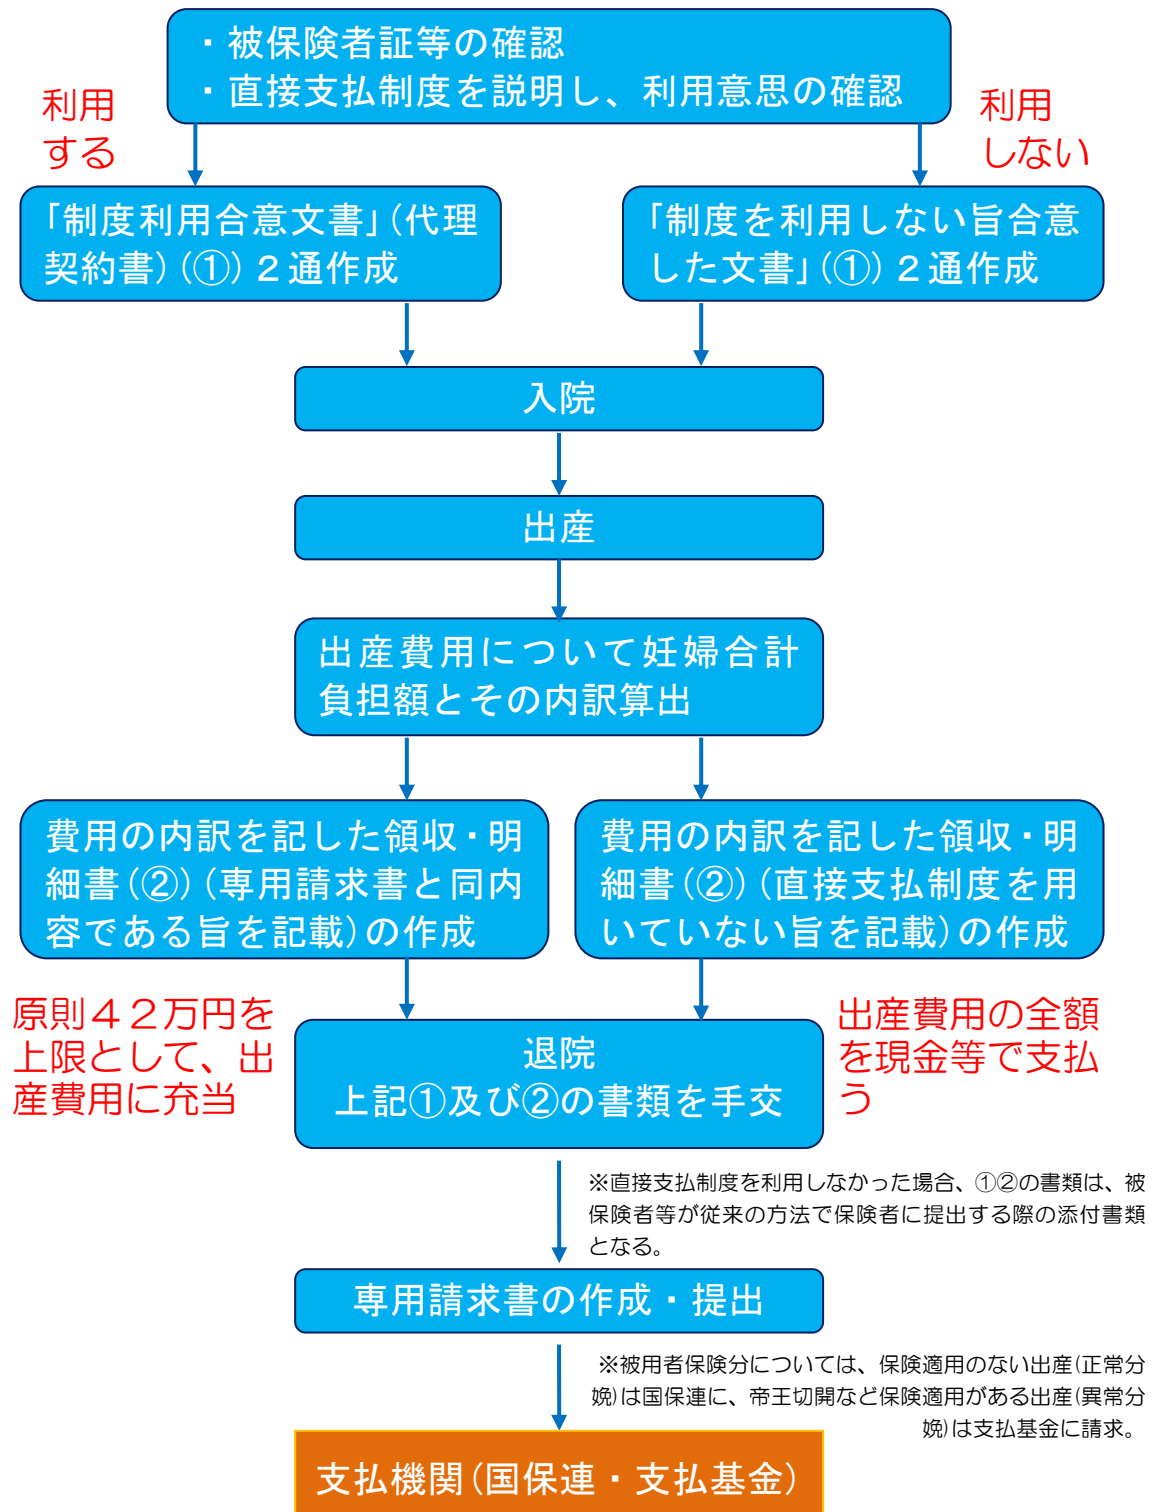 ・被保険者証等の確認
・直接支払制度を説明し、利用意思の確認
利用
する
利用
しない
「制度利用合意文書」(代理
契約書)(①)２通作成
「制度を利用しない旨合意
した文書」(①)２通作成
入院
出産
出産費用について妊婦合計
負担額とその内訳算出
費用の内訳を記した領収・明
細書(②)(専用請求書と同内
容である旨を記載)の作成
費用の内訳を記した領収・明
細書(②)(直接支払制度を用
いていない旨を記載)の作成
原則４２万円を
上限として、出
産費用に充当
退院
上記①及び②の書類を手交
出産費用の全額
を現金等で支払
う
※直接支払制度を利用しなかった場合、①②の書類は、被
保険者等が従来の方法で保険者に提出する際の添付書類
となる。
専用請求書の作成・提出
※被用者保険分については、保険適用のない出産(正常分
娩)は国保連に、帝王切開など保険適用がある出産(異常分
娩)は支払基金に請求。
支払機関(国保連・支払基金)